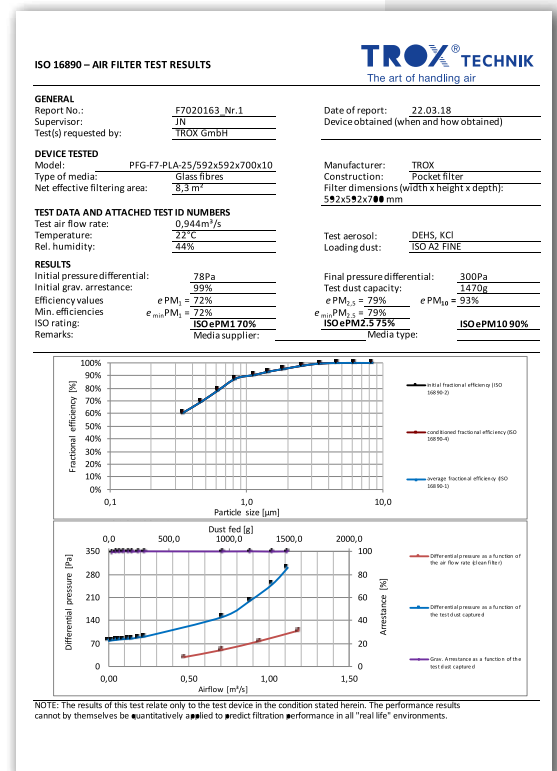 TROX® TECHNIK
The art of handling air
ISO 16890 – AIR FILTER TEST RESULTS
GENERAL
Report No.: F7020163_Nr.1 Date of report: 22.03.18
Supervisor: JN Device obtained (when and how obtained)
Test(s) requested by: TROX GmbH
DEVICE TESTED
Model: PFG-F7-PLA-25/592x592x700x10 Manufacturer: TROX
Type of media: Glass fibres Construction: Pocket filter
Net effective filtering area: 8,3 m² Filter dimensions (width x height x depth):
592x592x700 mm
TEST DATA AND ATTACHED TEST ID NUMBERS
Test air flow rate: 0,944m³/s
Temperature: 22°C Test aerosol: DEHS, KCl
Rel. humidity: 44% Loading dust: ISO A2 FINE
RESULTS
Initial pressure differential: 78Pa Final pressure differential: 300Pa
Initial grav. arrestance: 99% Test dust capacity: 1470g
Efficiency values e PM1 = 72% e PM2,5 = 79% e PM10 = 93%
Min. efficiencies e minPM1 = 72% e minPM2.5 = 79%
ISO rating: ISO ePM1 70% ISO ePM2.5 75% ISO ePM10 90%
Remarks: Media supplier: Media type:
Fractional efficiency [%]
100%
90%
80%
70%
60%
50%
40%
30%
20%
10%
0%
0,1 1,0 10,0
Particle size [µm]
initial fractional efficiency (ISO
16890-2)
conditioned fractional efficiency (ISO
16890-4)
average fractional efficiency (ISO
16890-1)
Dust fed [g]
0,0 500,0 1000,0 1500,0 2000,0
Differential pressure [Pa]
350
280
210
140
70
0
100
80
60
40
20
0
Arrestance [%]
0,00 0,50 1,00 1,50
Airflow [m³/s]
Differential pressure as a function of
the air flow rate (clean filter)
Differential pressure as a function of
the test dust captured
Grav. Arrestance as a function of the
test dust captured
NOTE: The results of this test relate only to the test device in the condition stated herein. The performance results
cannot by themselves be quantitatively applied to predict filtration performance in all "real life" environments.